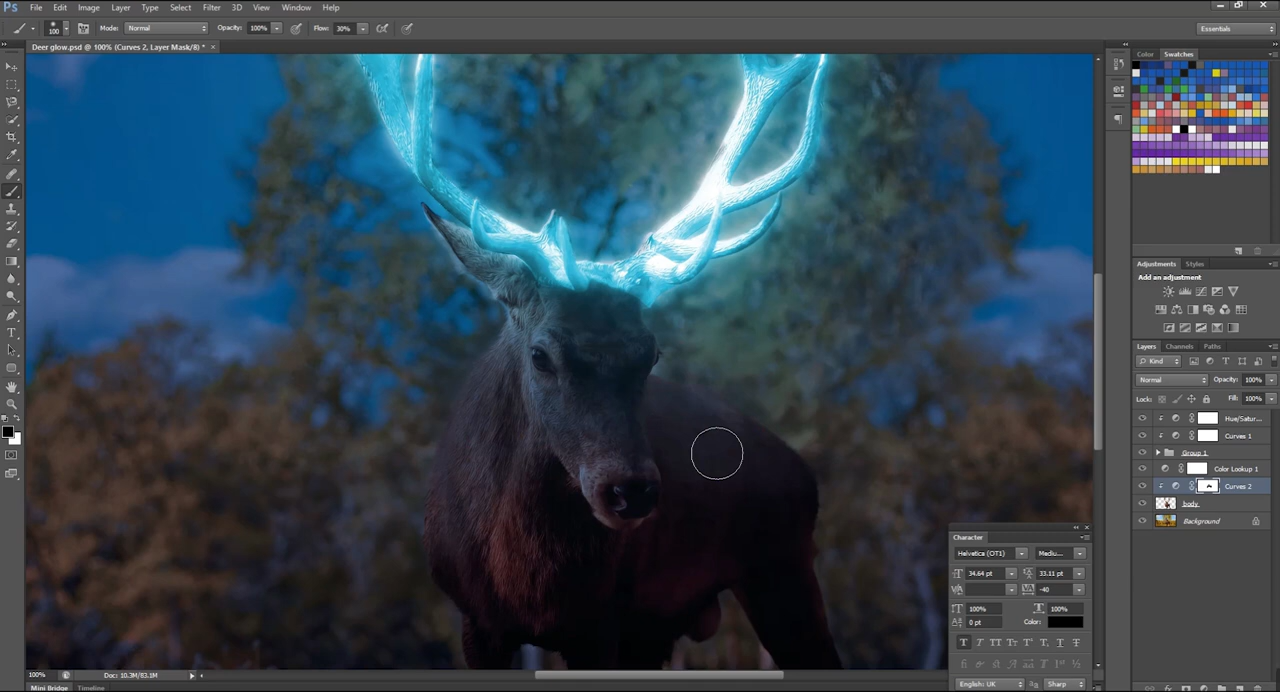 Ps File Edit Image Layer Type Select Filter 3D View Window Help
100 Mode: Normal Opacity: 100% Flow: 30% Essentials
Deer glow.psd @ 100% (Curves 2, Layer Mask/8) * ×
Color Swatches
Adjustments Styles
Add an adjustment
Layers Channels Paths
Kind
Normal Opacity: 100%
Lock: Fill: 100%
Hue/Satur...
Curves 1
Group 1
Color Lookup 1
Curves 2
body
Background
Character
Helvetica (OT1) Mediu...
34.64 pt 33.11 pt
-40
100% 100%
0 pt Color:
English: UK Sharp
100% Doc: 10.3M/83.1M
Mini Bridge Timeline